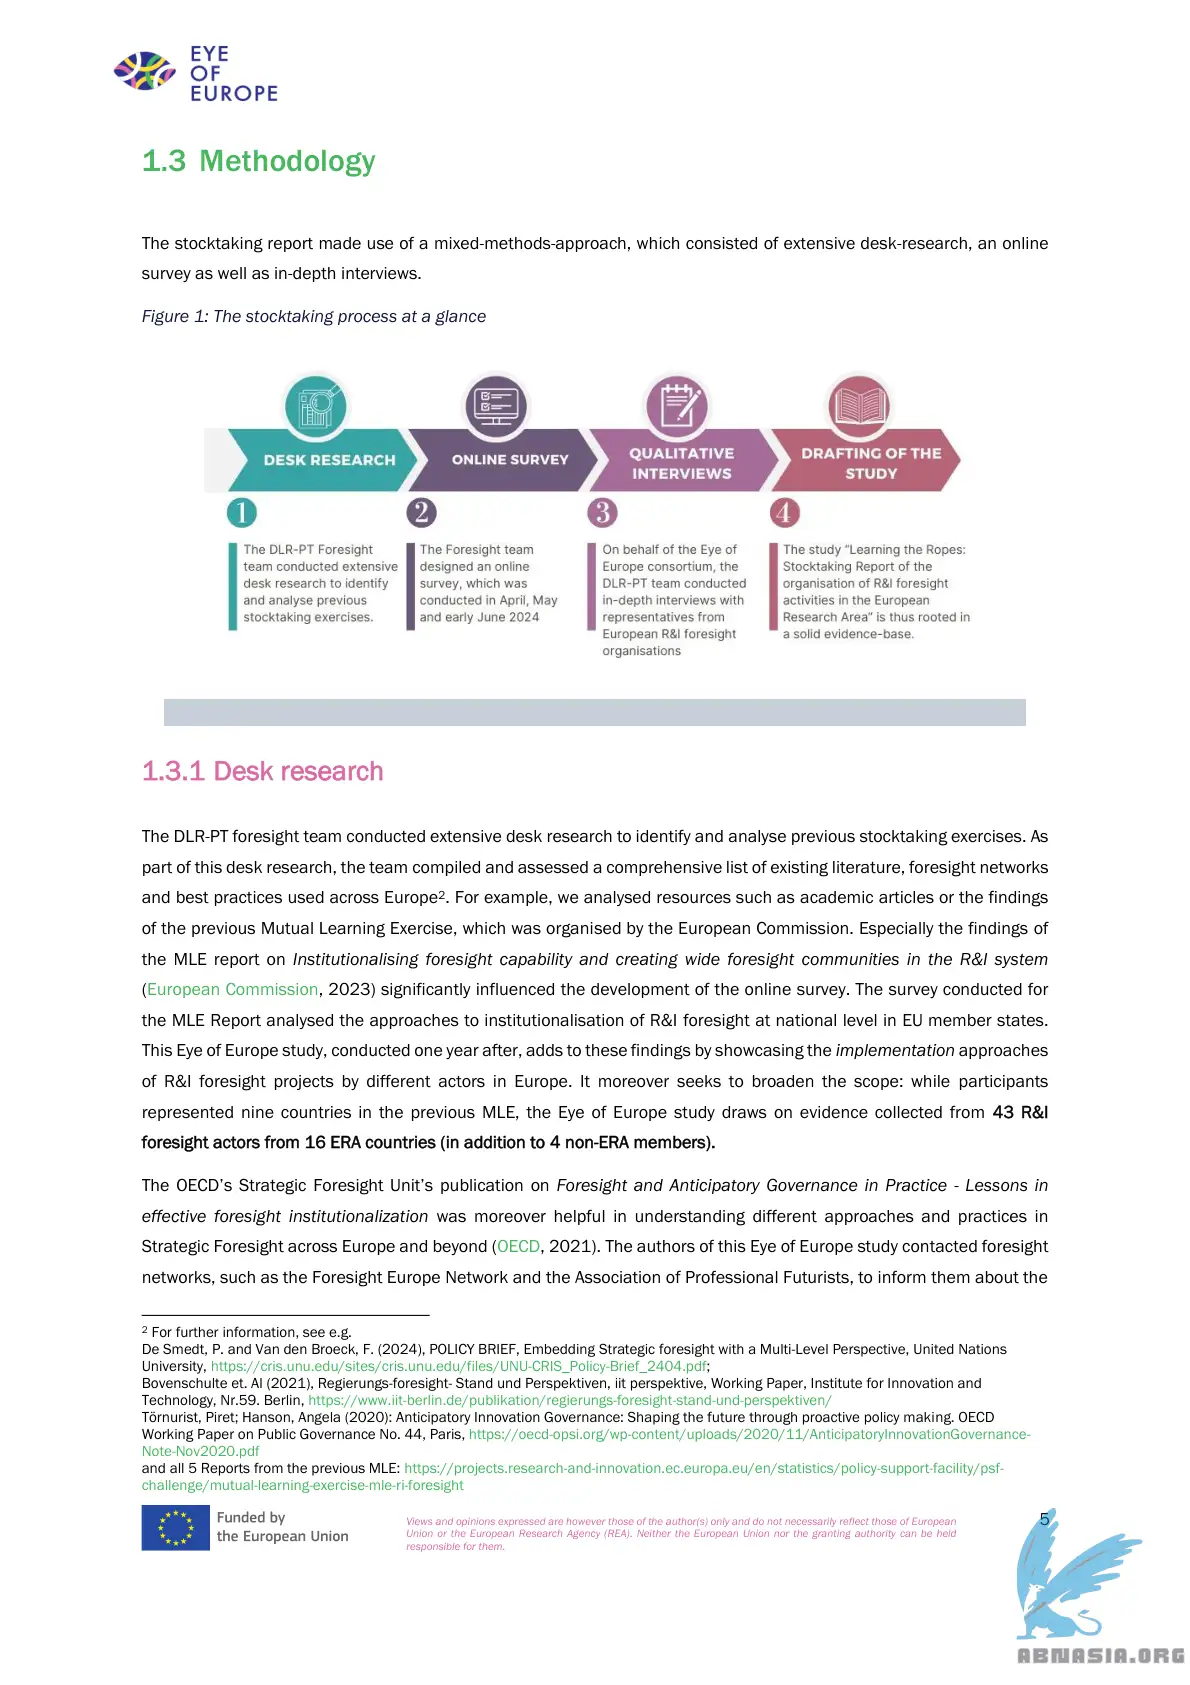 EYE
OF
EUROPE
1.3 Methodology
The stocktaking report made use of a mixed-methods-approach, which consisted of extensive desk-research, an online
survey as well as in-depth interviews.
Figure 1: The stocktaking process at a glance
DESK RESEARCH
ONLINE SURVEY
QUALITATIVE
INTERVIEWS
DRAFTING OF THE
STUDY
1
The DLR-PT Foresight
team conducted extensive
desk research to identify
and analyse previous
stocktaking exercises.
2
The Foresight team
designed an online
survey, which was
conducted in April, May
and early June 2024
3
On behalf of the Eye of
Europe consortium, the
DLR-PT team conducted
in-depth interviews with
representatives from
European R&I foresight
organisations
4
The study "Learning the Ropes:
Stocktaking Report of the
organisation of R&I foresight
activities in the European
Research Area" is thus rooted in
a solid evidence-base.
1.3.1 Desk research
The DLR-PT foresight team conducted extensive desk research to identify and analyse previous stocktaking exercises. As
part of this desk research, the team compiled and assessed a comprehensive list of existing literature, foresight networks
and best practices used across Europe². For example, we analysed resources such as academic articles or the findings
of the previous Mutual Learning Exercise, which was organised by the European Commission. Especially the findings of
the MLE report on Institutionalising foresight capability and creating wide foresight communities in the R&I system
(European Commission, 2023) significantly influenced the development of the online survey. The survey conducted for
the MLE Report analysed the approaches to institutionalisation of R&I foresight at national level in EU member states.
This Eye of Europe study, conducted one year after, adds to these findings by showcasing the implementation approaches
of R&I foresight projects by different actors in Europe. It moreover seeks to broaden the scope: while participants
represented nine countries in the previous MLE, the Eye of Europe study draws on evidence collected from 43 R&I
foresight actors from 16 ERA countries (in addition to 4 non-ERA members).
The OECD's Strategic Foresight Unit's publication on Foresight and Anticipatory Governance in Practice - Lessons in
effective foresight institutionalization was moreover helpful in understanding different approaches and practices in
Strategic Foresight across Europe and beyond (OECD, 2021). The authors of this Eye of Europe study contacted foresight
networks, such as the Foresight Europe Network and the Association of Professional Futurists, to inform them about the
² For further information, see e.g.
De Smedt, P. and Van den Broeck, F. (2024), POLICY BRIEF, Embedding Strategic foresight with a Multi-Level Perspective, United Nations
University, https://cris.unu.edu/sites/cris.unu.edu/files/UNU-CRIS_Policy-Brief_2404.pdf;
Bovenschulte et. Al (2021), Regierungs-foresight- Stand und Perspektiven, iit perspektive, Working Paper, Institute for Innovation and
Technology, Nr.59. Berlin, https://www.iit-berlin.de/publikation/regierungs-foresight-stand-und-perspektiven/
Törnurist, Piret; Hanson, Angela (2020): Anticipatory Innovation Governance: Shaping the future through proactive policy making. OECD
Working Paper on Public Governance No. 44, Paris, https://oecd-opsi.org/wp-content/uploads/2020/11/AnticipatoryInnovationGovernance-
Note-Nov2020.pdf
and all 5 Reports from the previous MLE: https://projects.research-and-innovation.ec.europa.eu/en/statistics/policy-support-facility/psf-
challenge/mutual-learning-exercise-mle-ri-foresight
Funded by
the European Union
Views and opinions expressed are however those of the author(s) only and do not necessarily reflect those of European
Union or the European Research Agency (REA). Neither the European Union nor the granting authority can be held
responsible for them.
5
ABNASIA.ORG